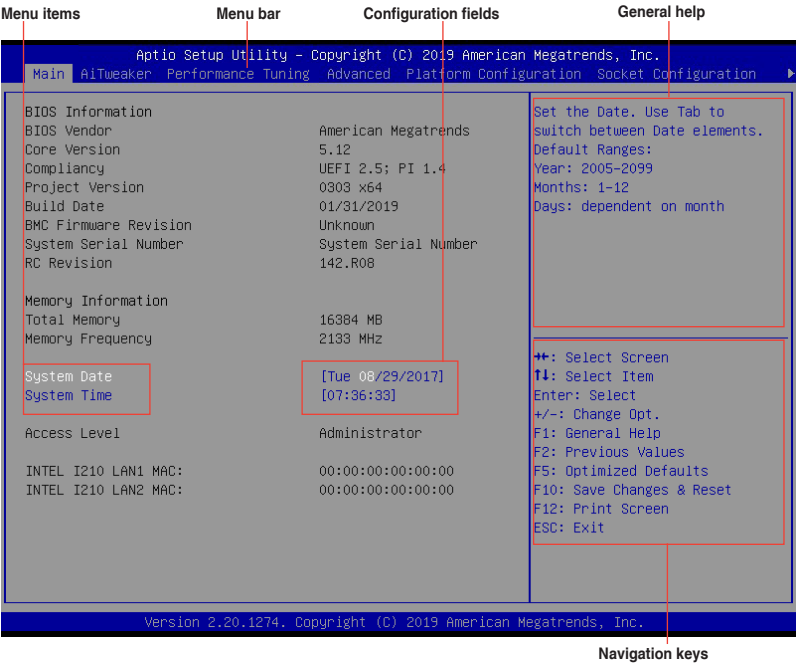 Menu items Menu bar Configuration fields General help
Aptio Setup Utility – Copyright (C) 2019 American Megatrends, Inc.
Main AiTweaker Performance Tuning Advanced Platform Configuration Socket Configuration
BIOS Information
BIOS Vendor American Megatrends
Core Version 5.12
Compliancy UEFI 2.5; PI 1.4
Project Version 0303 x64
Build Date 01/31/2019
BMC Firmware Revision Unknown
System Serial Number System Serial Number
RC Revision 142.R08
Memory Information
Total Memory 16384 MB
Memory Frequency 2133 MHz
System Date [Tue 08/29/2017]
System Time [07:36:33]
Access Level Administrator
INTEL I210 LAN1 MAC: 00:00:00:00:00:00
INTEL I210 LAN2 MAC: 00:00:00:00:00:00
Set the Date. Use Tab to
switch between Date elements.
Default Ranges:
Year: 2005-2099
Months: 1-12
Days: dependent on month
→←: Select Screen
↑↓: Select Item
Enter: Select
+/-: Change Opt.
F1: General Help
F2: Previous Values
F5: Optimized Defaults
F10: Save Changes & Reset
F12: Print Screen
ESC: Exit
Version 2.20.1274. Copyright (C) 2019 American Megatrends, Inc.
Navigation keys